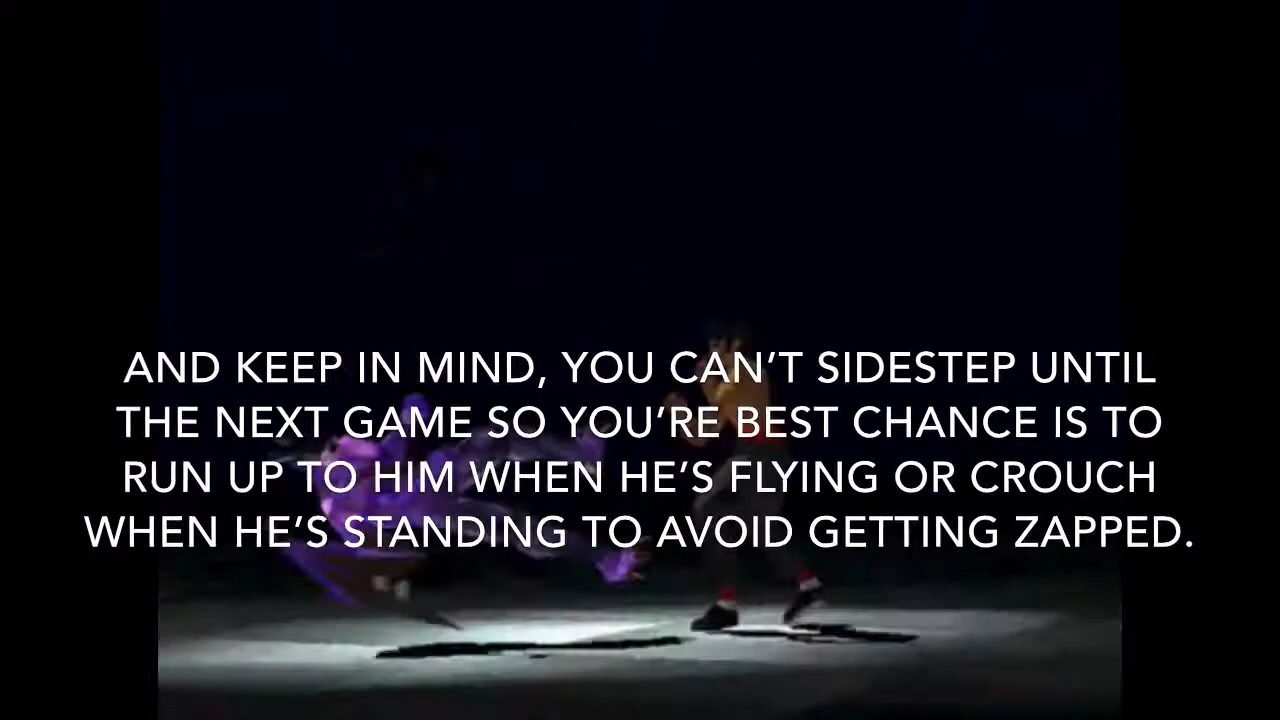 AND KEEP IN MIND, YOU CAN’T SIDESTEP UNTIL
THE NEXT GAME SO YOU’RE BEST CHANCE IS TO
RUN UP TO HIM WHEN HE’S FLYING OR CROUCH
WHEN HE’S STANDING TO AVOID GETTING ZAPPED.